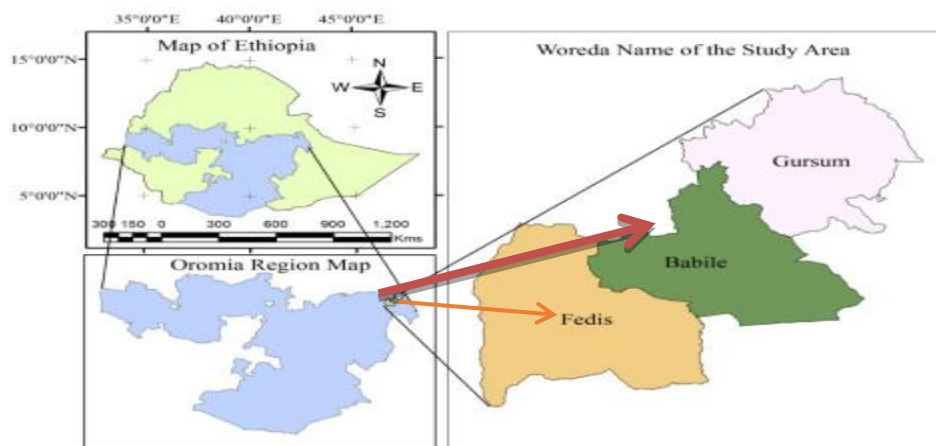 35°0'0"E 40°0'0"E 45°0'0"E
Map of Ethiopia
15°0'0"N
10°0'0"N
5°0'0"N
N
W E
S
300 150 0 300 600 900 1,200
Kms
Oromia Region Map
Woreda Name of the Study Area
Gursum
Babile
Fedis